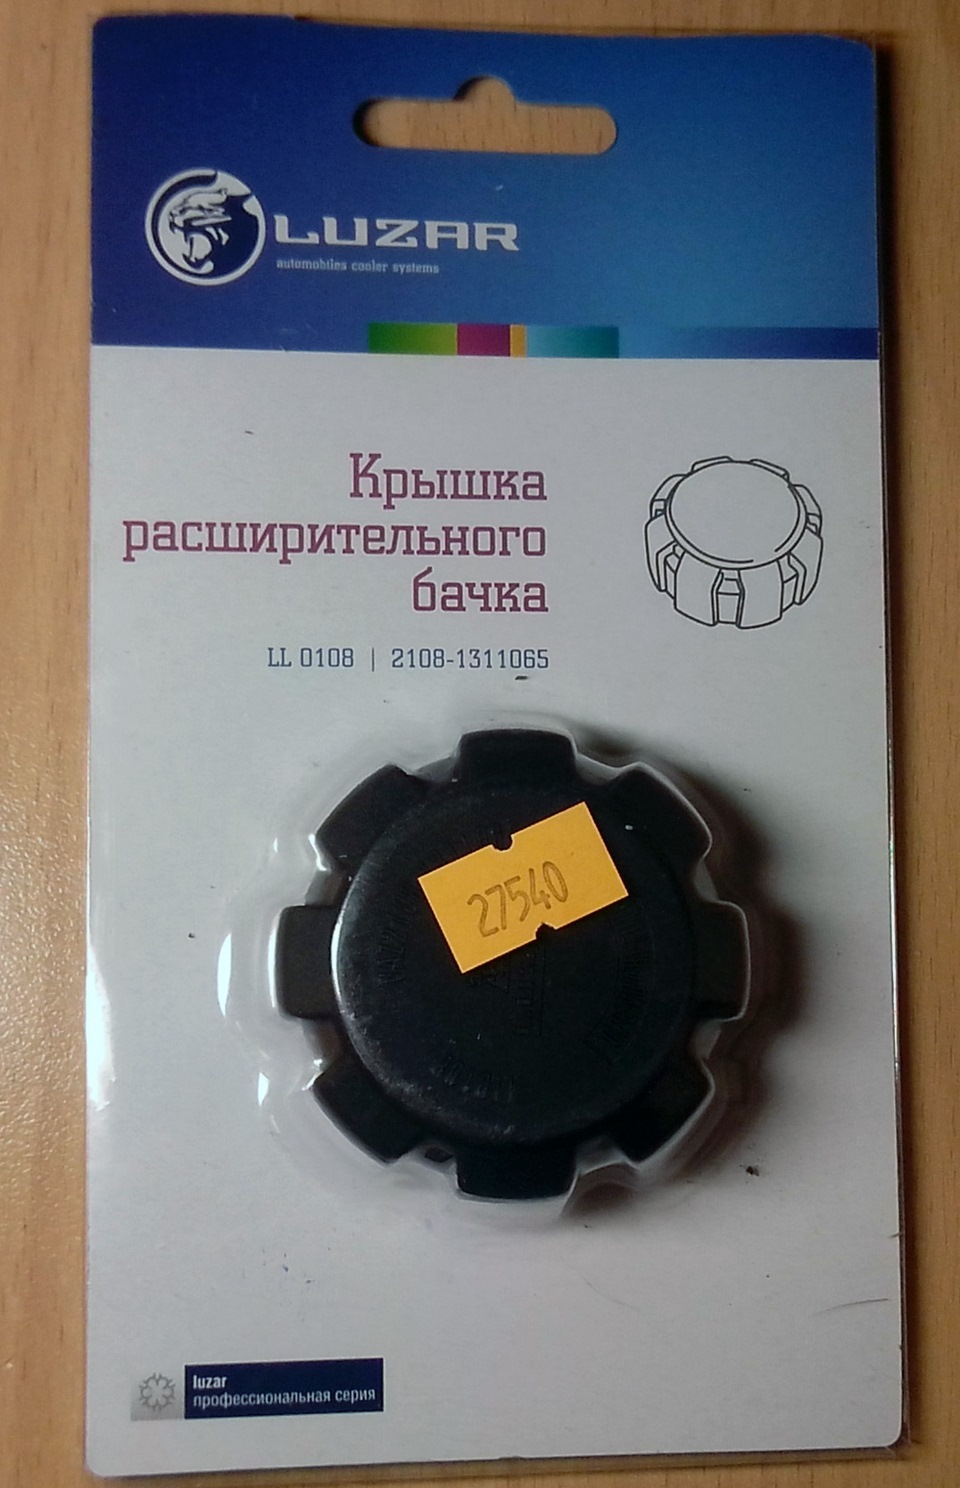 LUZAR
automobiles cooler systems
Крышка
расширительного
бачка
LL 0108 | 2108-1311065
27540
luzar
профессиональная серия